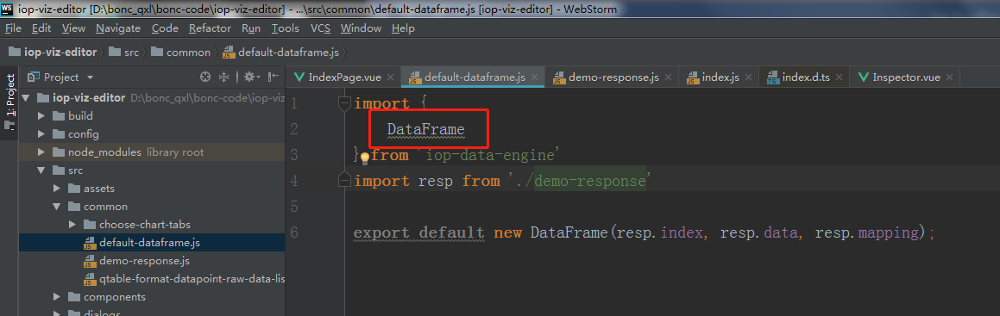 WS iop-viz-editor [D:\bonc_qxl\bonc-code\iop-viz-editor] - ...\src\common\default-dataframe.js [iop-viz-editor] - WebStorm
File Edit View Navigate Code Refactor Run Tools VCS Window Help
iop-viz-editor src common default-dataframe.js
1: Project
Project
IndexPage.vue default-dataframe.js demo-response.js index.js index.d.ts Inspector.vue
iop-viz-editor D:\bonc_qxl\bonc-code\iop-viz
build
config
node_modules library root
src
assets
common
choose-chart-tabs
default-dataframe.js
demo-response.js
qtable-format-datapoint-raw-data-lis
components
dialogs
1 import {
2 DataFrame
3 } from 'iop-data-engine'
4 import resp from './demo-response'
5
6 export default new DataFrame(resp.index, resp.data, resp.mapping);